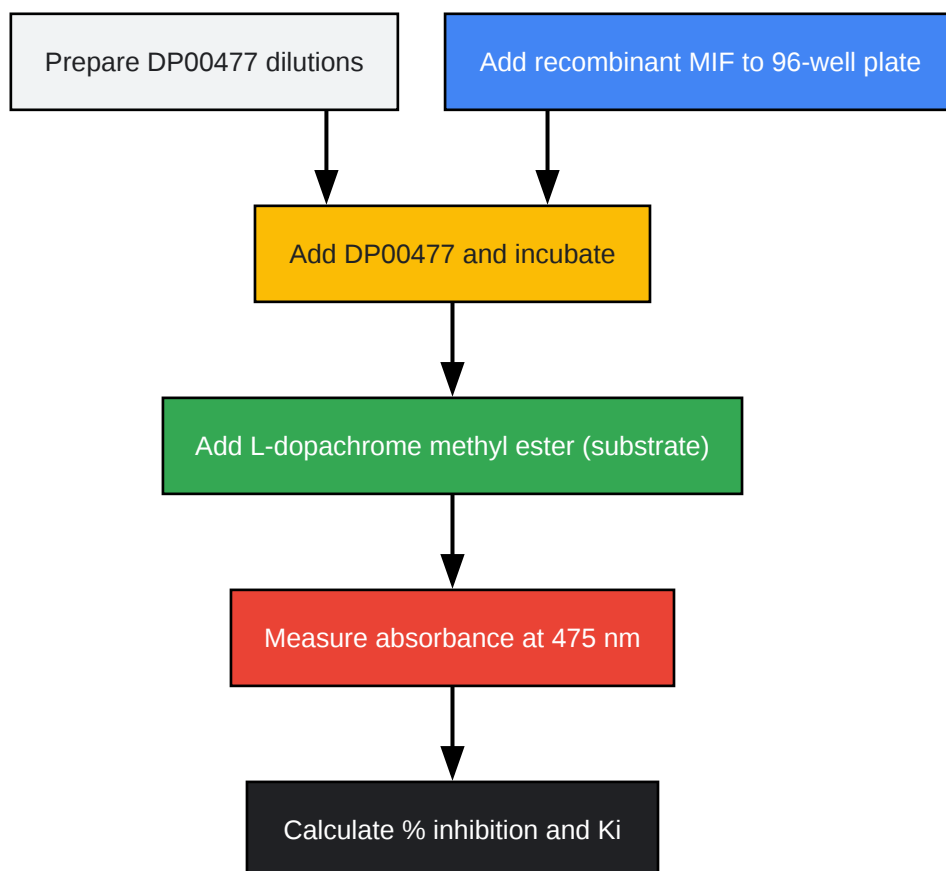 Prepare DP00477 dilutions
Add recombinant MIF to 96-well plate
Add DP00477 and incubate
Add L-dopachrome methyl ester (substrate)
Measure absorbance at 475 nm
Calculate % inhibition and Ki